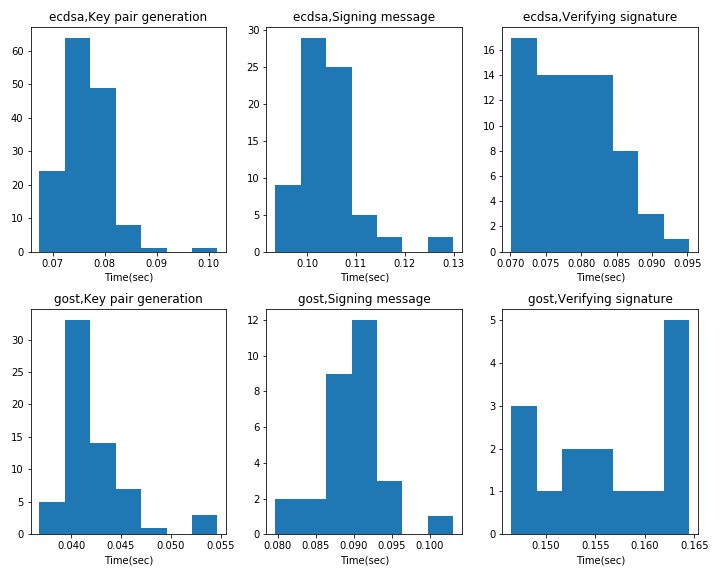 ecdsa,Key pair generation
60
50
40
30
20
10
0
0.07 0.08 0.09 0.10
Time(sec)
ecdsa,Signing message
30
25
20
15
10
5
0
0.10 0.11 0.12 0.13
Time(sec)
ecdsa,Verifying signature
16
14
12
10
8
6
4
2
0
0.070 0.075 0.080 0.085 0.090 0.095
Time(sec)
gost,Key pair generation
30
25
20
15
10
5
0
0.040 0.045 0.050 0.055
Time(sec)
gost,Signing message
12
10
8
6
4
2
0
0.080 0.085 0.090 0.095 0.100
Time(sec)
gost,Verifying signature
5
4
3
2
1
0
0.150 0.155 0.160 0.165
Time(sec)